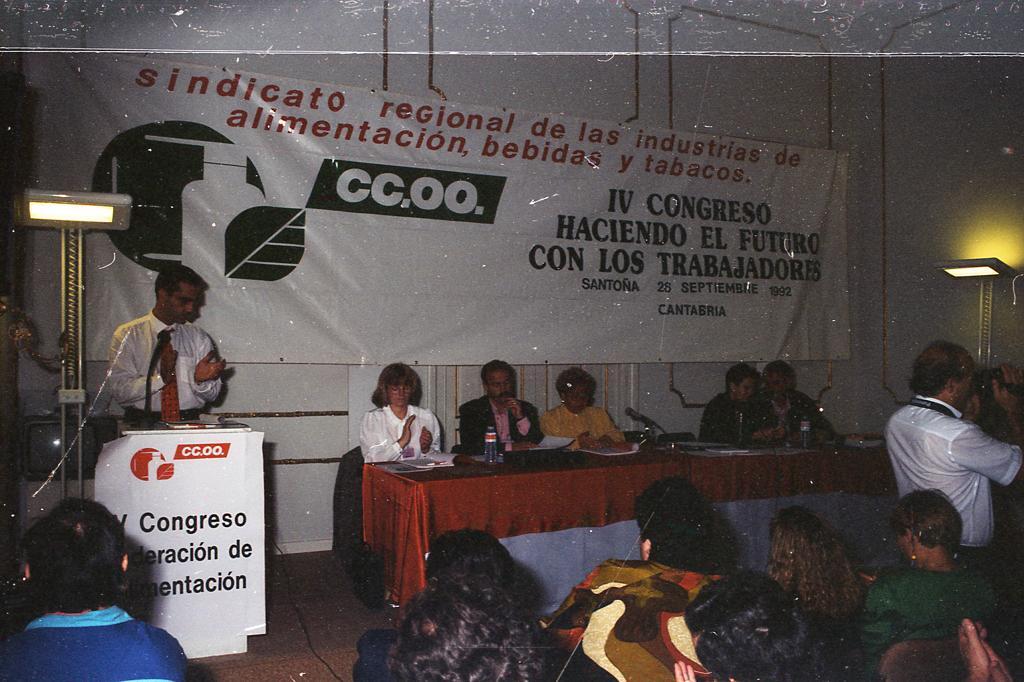 sindicato regional de las industrias de
alimentación, bebidas y tabacos.
CC.OO.
IV CONGRESO
HACIENDO EL FUTURO
CON LOS TRABAJADORES
SANTOÑA 28 SEPTIEMBRE 1992
CANTABRIA
CC.OO.
V Congreso
deración de
mentación